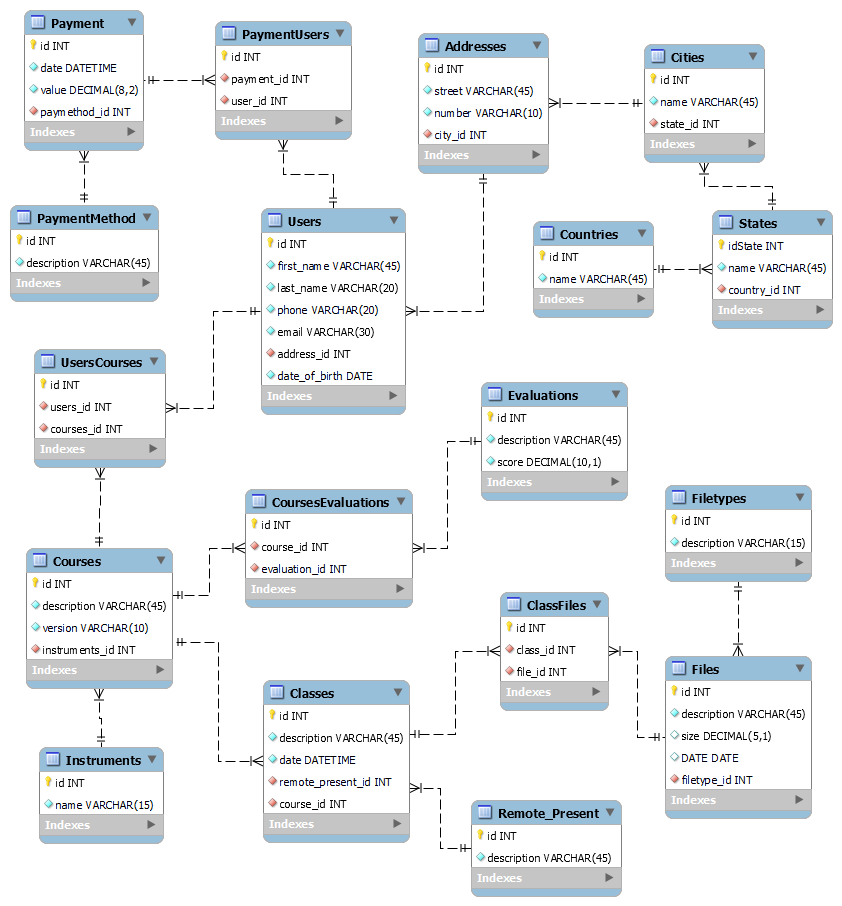 Payment
id INT
date DATETIME
value DECIMAL(8,2)
paymethod_id INT
Indexes
PaymentUsers
id INT
payment_id INT
user_id INT
Indexes
Addresses
id INT
street VARCHAR(45)
number VARCHAR(10)
city_id INT
Indexes
Cities
id INT
name VARCHAR(45)
state_id INT
Indexes
PaymentMethod
id INT
description VARCHAR(45)
Indexes
Users
id INT
first_name VARCHAR(45)
last_name VARCHAR(20)
phone VARCHAR(20)
email VARCHAR(30)
address_id INT
date_of_birth DATE
Indexes
Countries
id INT
name VARCHAR(45)
Indexes
States
idState INT
name VARCHAR(45)
country_id INT
Indexes
UsersCourses
id INT
users_id INT
courses_id INT
Indexes
Evaluations
id INT
description VARCHAR(45)
score DECIMAL(10,1)
Indexes
CoursesEvaluations
id INT
course_id INT
evaluation_id INT
Indexes
Filetypes
id INT
description VARCHAR(15)
Indexes
Courses
id INT
description VARCHAR(45)
version VARCHAR(10)
instruments_id INT
Indexes
ClassFiles
id INT
class_id INT
file_id INT
Indexes
Files
id INT
description VARCHAR(45)
size DECIMAL(5,1)
DATE DATE
filetype_id INT
Indexes
Classes
id INT
description VARCHAR(45)
date DATETIME
remote_present_id INT
course_id INT
Indexes
Instruments
id INT
name VARCHAR(15)
Indexes
Remote_Present
id INT
description VARCHAR(45)
Indexes